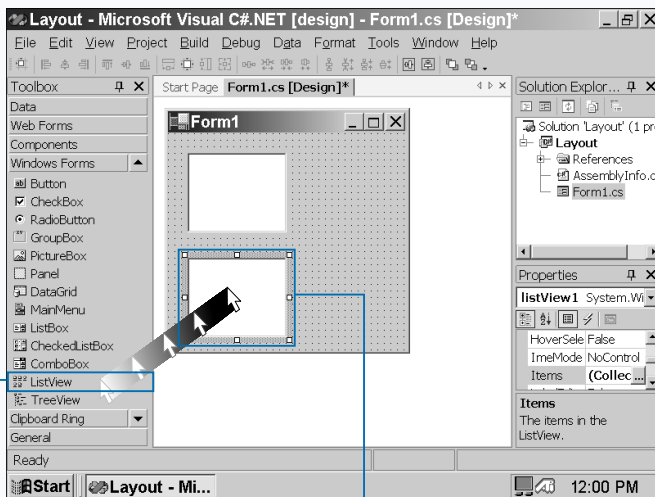 Layout - Microsoft Visual C#.NET [design] - Form1.cs [Design]*
File Edit View Project Build Debug Data Format Tools Window Help
Toolbox
Start Page Form1.cs [Design]*
Solution Explor...
Data
Web Forms
Components
Windows Forms
Button
CheckBox
RadioButton
GroupBox
PictureBox
Panel
DataGrid
MainMenu
ListBox
CheckedListBox
ComboBox
ListView
TreeView
Clipboard Ring
General
Form1
Solution 'Layout' (1 pr
Layout
References
AssemblyInfo.c
Form1.cs
Properties
listView1 System.Wi
HoverSele False
ImeMode NoControl
Items (Collec ...
Items
The items in the
ListView.
Ready
Start Layout - Mi... 12:00 PM